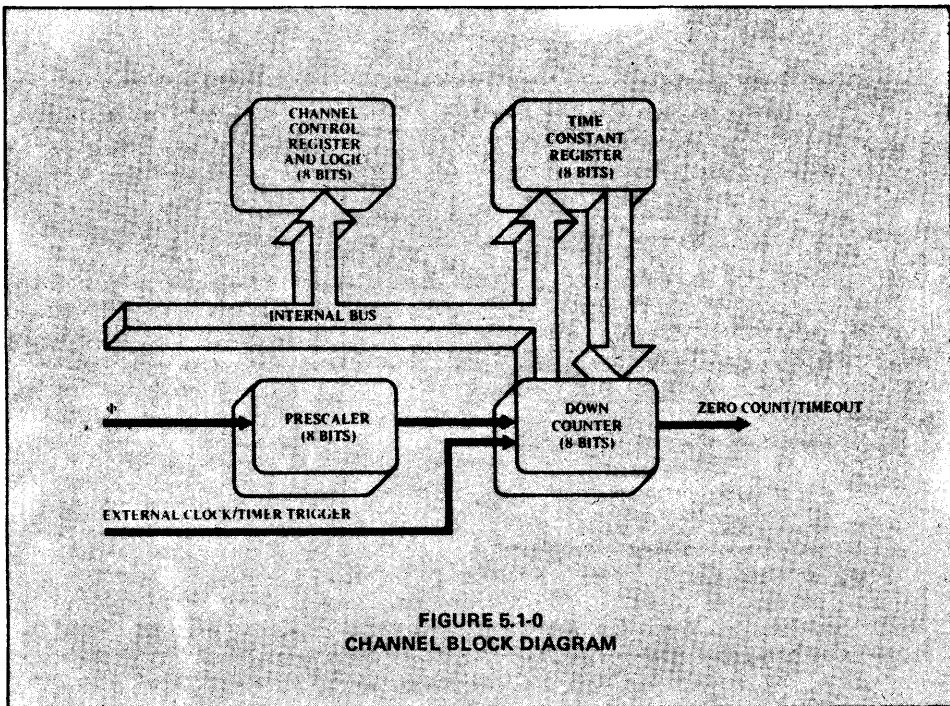 CHANNEL
CONTROL
REGISTER
AND LOGIC
(8 BITS)
TIME
CONSTANT
REGISTER
(8 BITS)
INTERNAL BUS
Φ
PRESCALER
(8 BITS)
DOWN
COUNTER
(8 BITS)
ZERO COUNT/TIMEOUT
EXTERNAL CLOCK/TIMER TRIGGER
FIGURE 5.1-0
CHANNEL BLOCK DIAGRAM